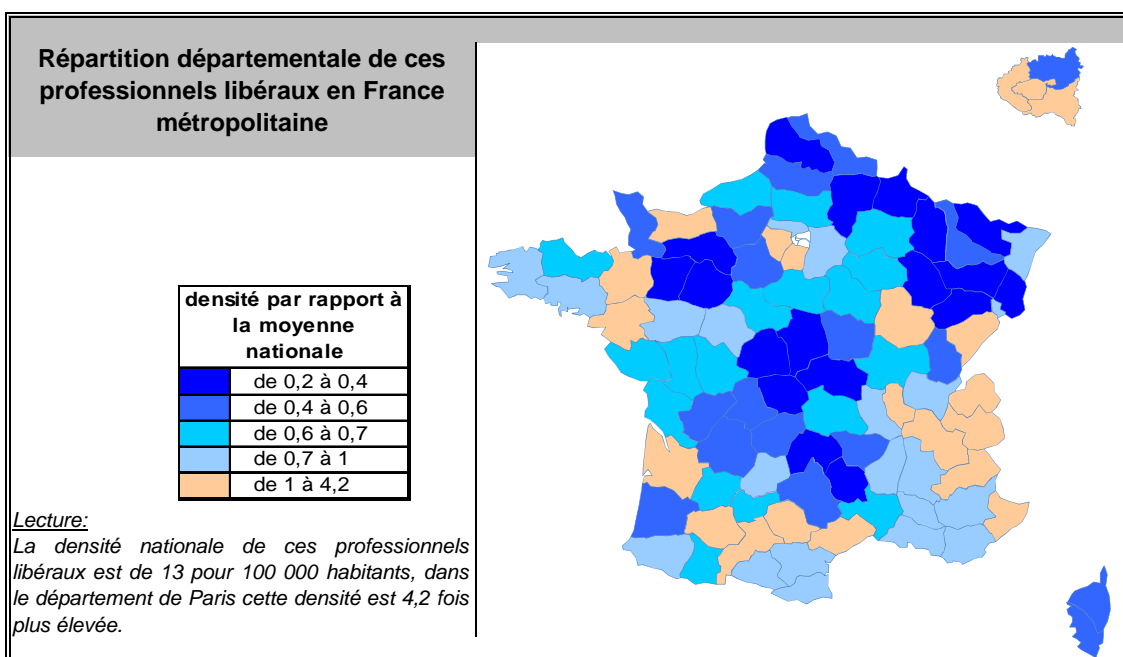 Répartition départementale de ces
professionnels libéraux en France
métropolitaine
densité par rapport à
la moyenne
nationale
de 0,2 à 0,4
de 0,4 à 0,6
de 0,6 à 0,7
de 0,7 à 1
de 1 à 4,2
Lecture:
La densité nationale de ces professionnels
libéraux est de 13 pour 100 000 habitants, dans
le département de Paris cette densité est 4,2 fois
plus élevée.